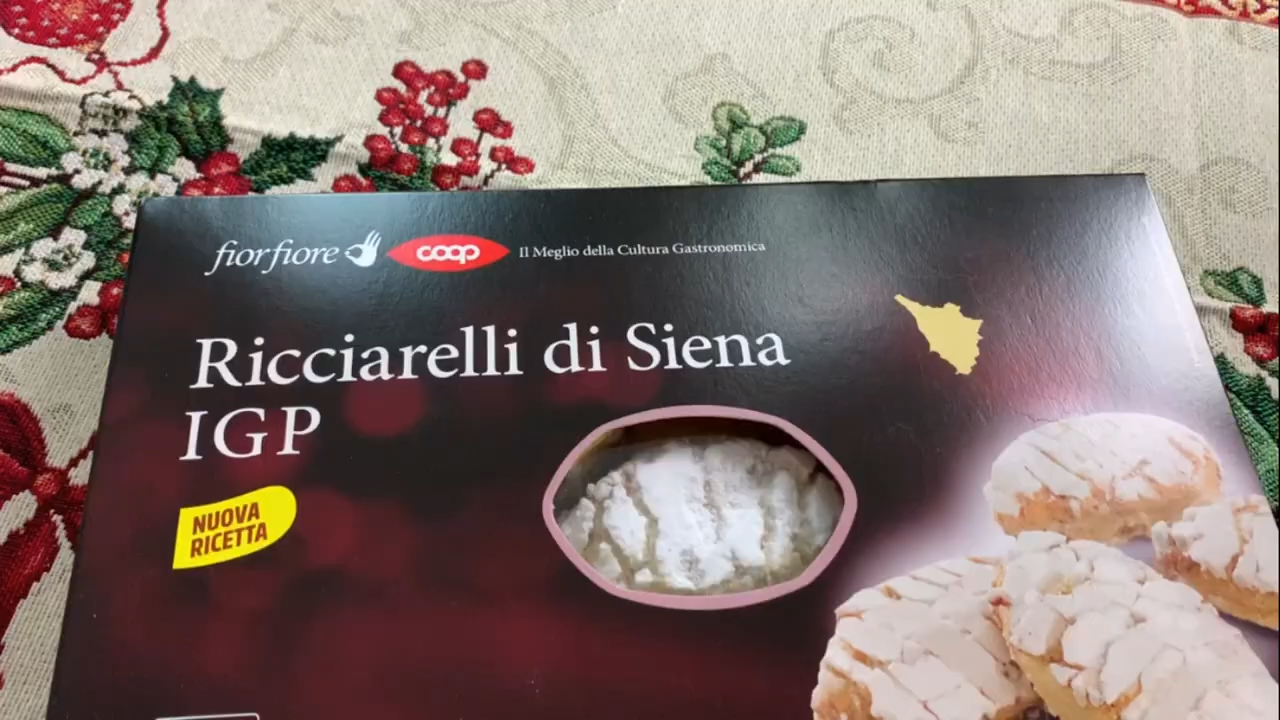 fiorfiore coop Il Meglio della Cultura Gastronomica
Ricciarelli di Siena
IGP
NUOVA
RICETTA